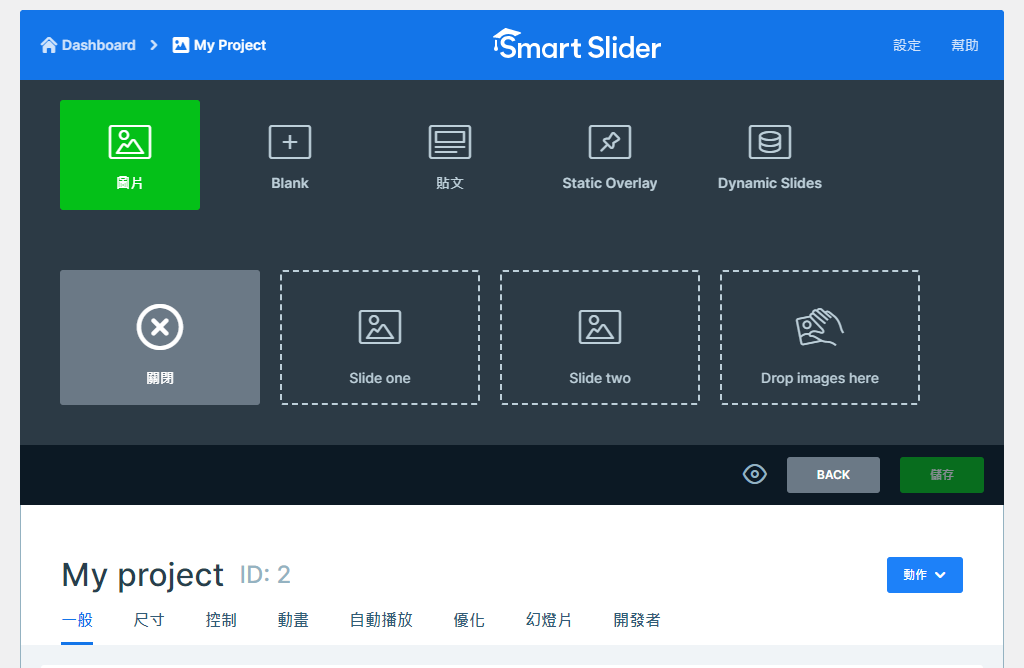 Dashboard > My Project
Smart Slider
設定 幫助
圖片
Blank
貼文
Static Overlay
Dynamic Slides
關閉
Slide one
Slide two
Drop images here
BACK
儲存
My project ID: 2
動作
一般 尺寸 控制 動畫 自動播放 優化 幻燈片 開發者